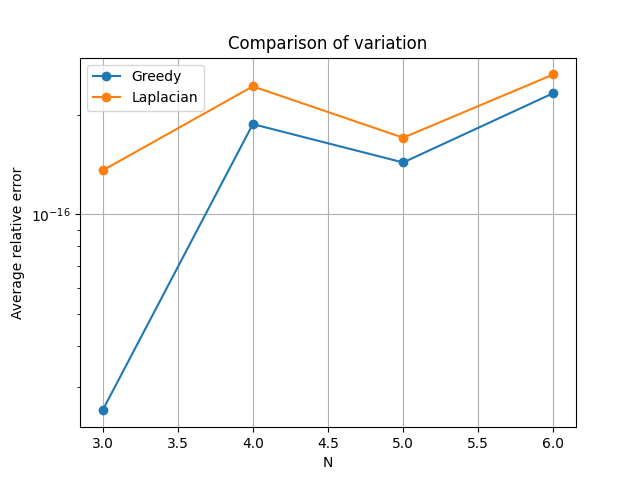 Comparison of variation
Greedy
Laplacian
Average relative error
10⁻¹⁶
3.0 3.5 4.0 4.5 5.0 5.5 6.0
N